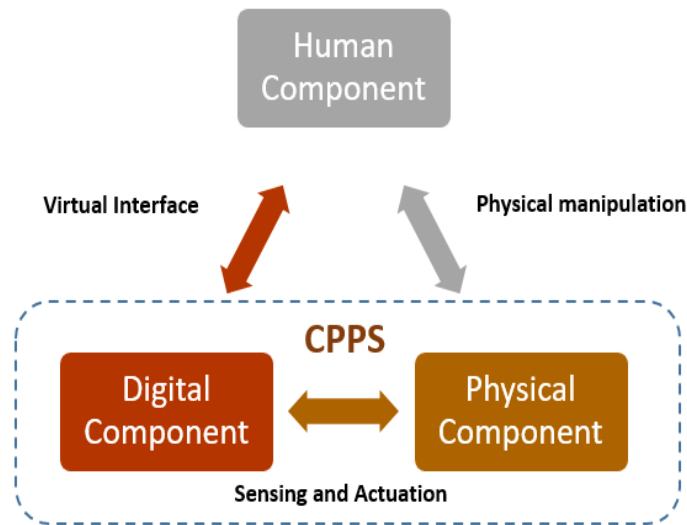 Human
Component
Virtual Interface
Physical manipulation
CPPS
Digital
Component
Physical
Component
Sensing and Actuation